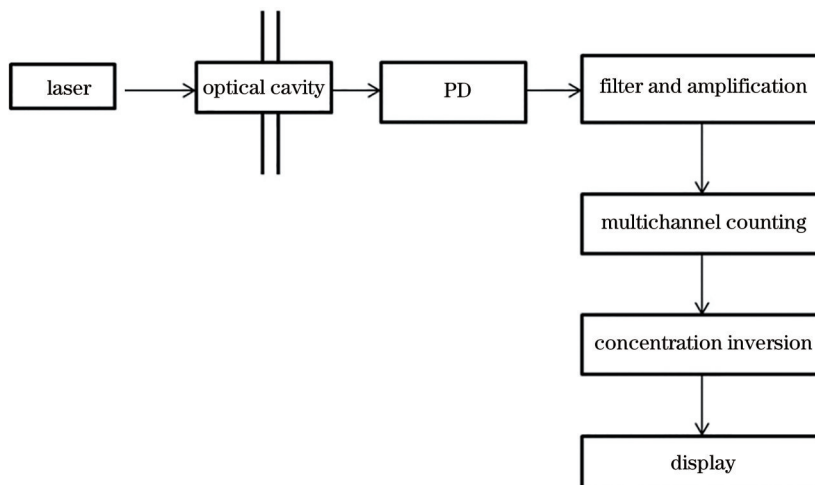 laser
optical cavity
PD
filter and amplification
multichannel counting
concentration inversion
display